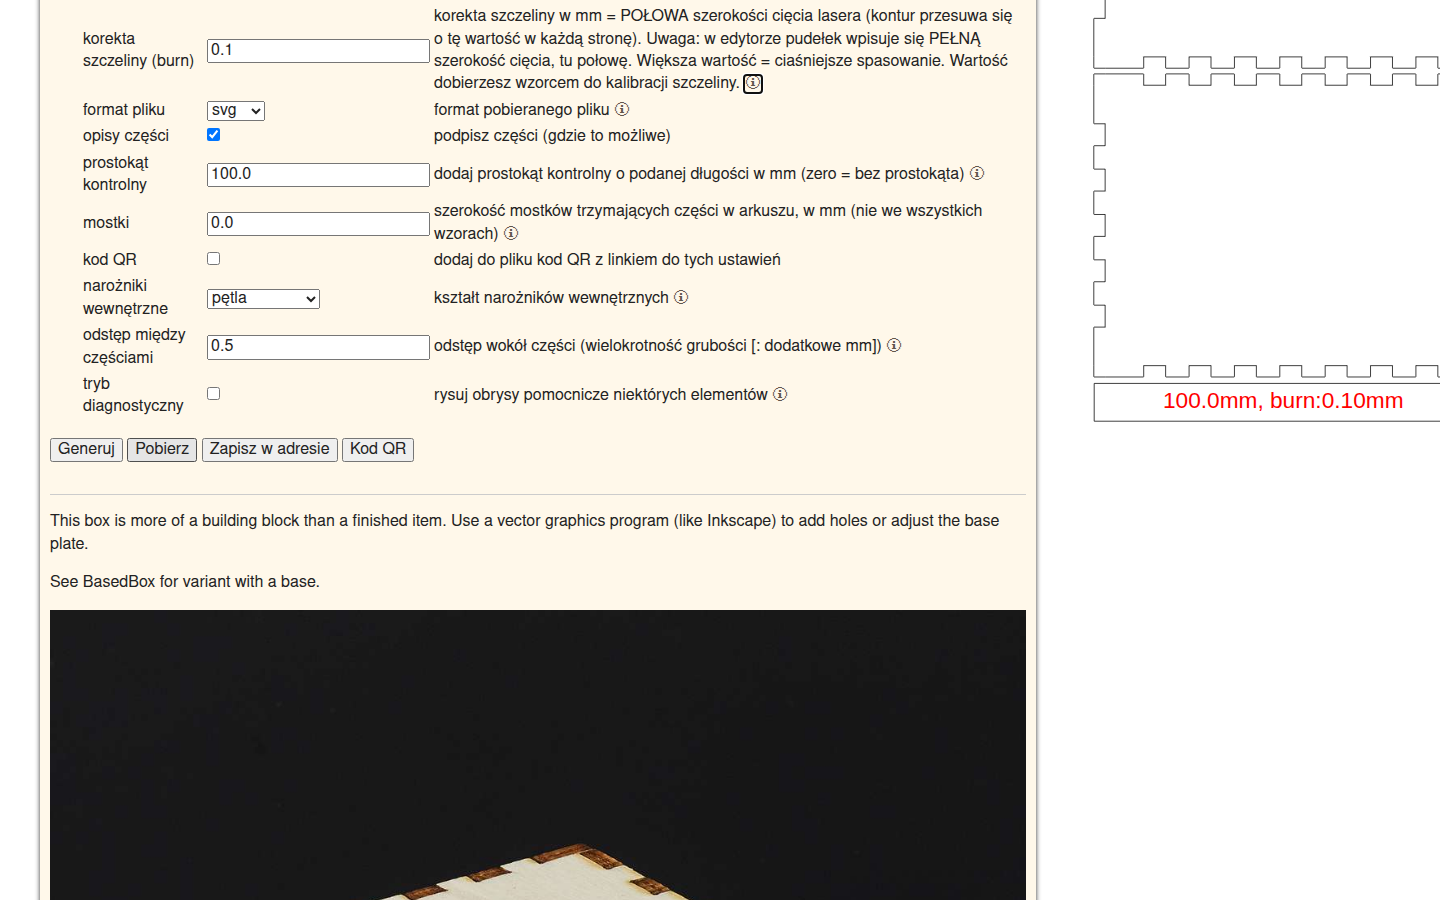 korekta szczeliny w mm = POŁOWA szerokości cięcia lasera (kontur przesuwa się
korekta
szczeliny (burn)
0.1
o tę wartość w każdą stronę). Uwaga: w edytorze pudełek wpisuje się PEŁNĄ
szerokość cięcia, tu połowę. Większa wartość = ciaśniejsze spasowanie. Wartość
dobierzesz wzorcem do kalibracji szczeliny. ⓘ
format pliku
svg
format pobieranego pliku ⓘ
opisy części
podpisz części (gdzie to możliwe)
prostokąt
kontrolny
100.0
dodaj prostokąt kontrolny o podanej długości w mm (zero = bez prostokąta) ⓘ
mostki
0.0
szerokość mostków trzymających części w arkuszu, w mm (nie we wszystkich
wzorach) ⓘ
kod QR
dodaj do pliku kod QR z linkiem do tych ustawień
narożniki
wewnętrzne
pętla
kształt narożników wewnętrznych ⓘ
odstęp między
częściami
0.5
odstęp wokół części (wielokrotność grubości [: dodatkowe mm]) ⓘ
tryb
diagnostyczny
rysuj obrysy pomocnicze niektórych elementów ⓘ
Generuj Pobierz Zapisz w adresie Kod QR
This box is more of a building block than a finished item. Use a vector graphics program (like Inkscape) to add holes or adjust the base
plate.
See BasedBox for variant with a base.
100.0mm, burn:0.10mm